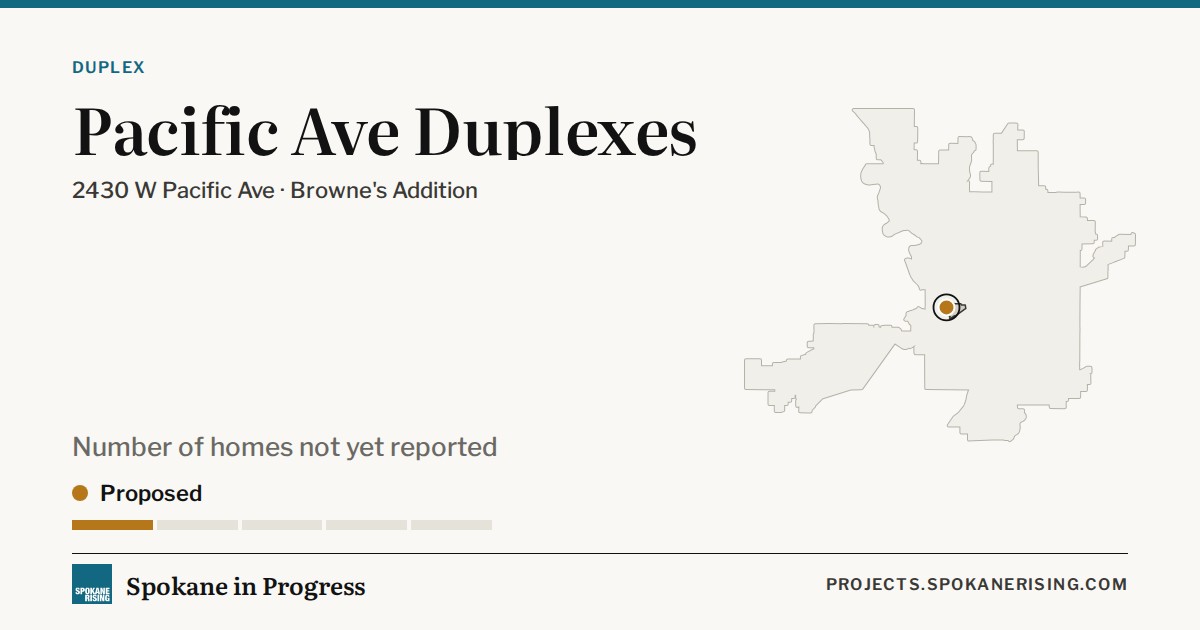 DUPLEX
Pacific Ave Duplexes
2430 W Pacific Ave · Browne's Addition
Number of homes not yet reported
Proposed
SPOKANE
RISING
Spokane in Progress
PROJECTS.SPOKANERISING.COM